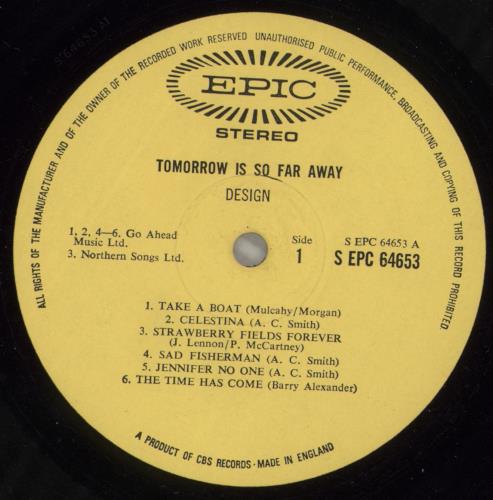 ALL RIGHTS OF THE MANUFACTURER AND OF THE OWNER OF THE RECORDED WORK RESERVED UNAUTHORISED PUBLIC PERFORMANCE, BROADCASTING AND COPYING OF THIS RECORD PROHIBITED
EPIC
STEREO
TOMORROW IS SO FAR AWAY
DESIGN
1, 2, 4—6. Go Ahead
Music Ltd.
3. Northern Songs Ltd.
Side
1
S EPC 64653 A
S EPC 64653
1. TAKE A BOAT (Mulcahy/Morgan)
2. CELESTINA (A. C. Smith)
3. STRAWBERRY FIELDS FOREVER
(J. Lennon/P. McCartney)
4. SAD FISHERMAN (A. C. Smith)
5. JENNIFER NO ONE (A. C. Smith)
6. THE TIME HAS COME (Barry Alexander)
A PRODUCT OF CBS RECORDS · MADE IN ENGLAND